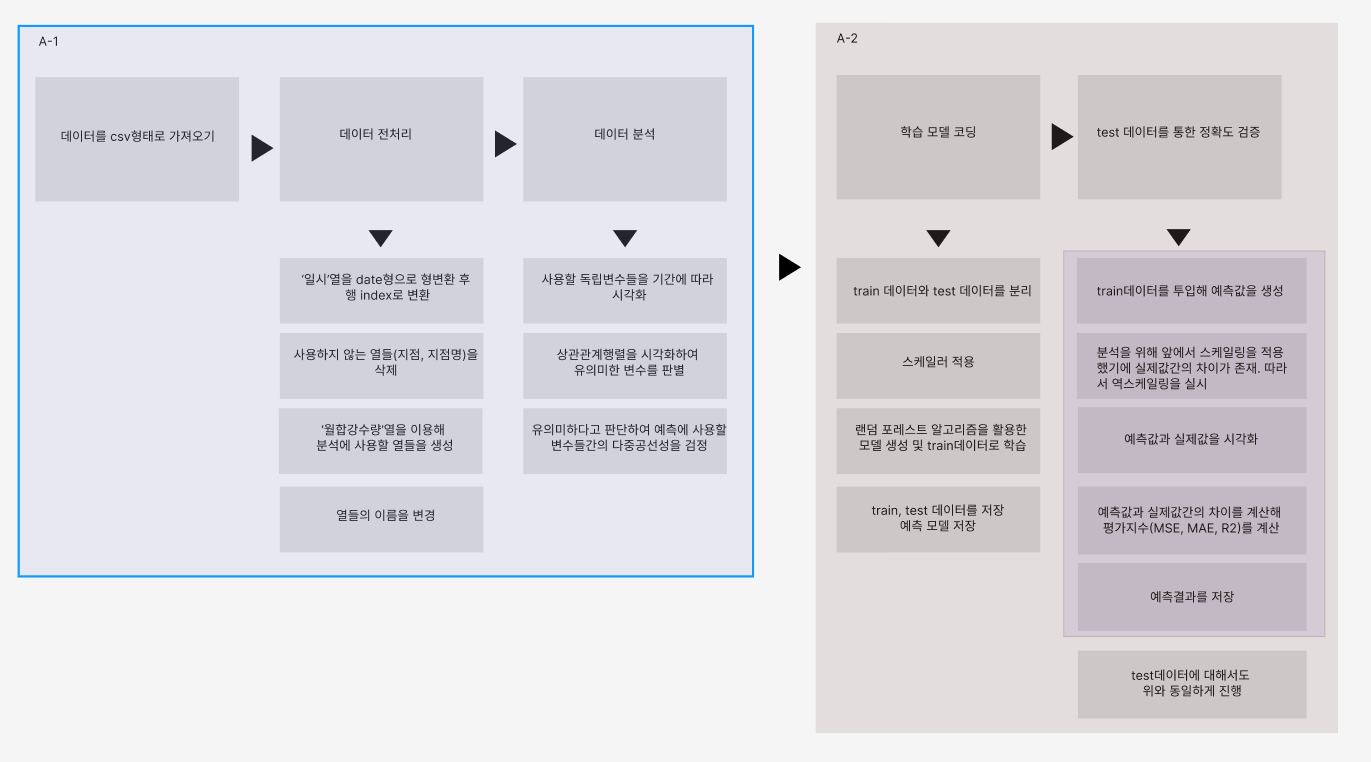 A-1
데이터를 csv형태로 가져오기
데이터 전처리
데이터 분석
'일시'열을 date형으로 형변환 후
행 index로 변환
사용하지 않는 열들(지점, 지점명)을
삭제
'월합강수량'열을 이용해
분석에 사용할 열들을 생성
열들의 이름을 변경
사용할 독립변수들을 기간에 따라
시각화
상관관계행렬을 시각화하여
유의미한 변수를 판별
유의미하다고 판단하여 예측에 사용할
변수들간의 다중공선성을 검정
A-2
학습 모델 코딩
test 데이터를 통한 정확도 검증
train 데이터와 test 데이터를 분리
스케일러 적용
랜덤 포레스트 알고리즘을 활용한
모델 생성 및 train데이터로 학습
train, test 데이터를 저장
예측 모델 저장
train데이터를 투입해 예측값을 생성
분석을 위해 앞에서 스케일링을 적용
했기에 실제값간의 차이가 존재. 따라
서 역스케일링을 실시
예측값과 실제값을 시각화
예측값과 실제값간의 차이를 계산해
평가지수(MSE, MAE, R2)를 계산
예측결과를 저장
test데이터에 대해서도
위와 동일하게 진행